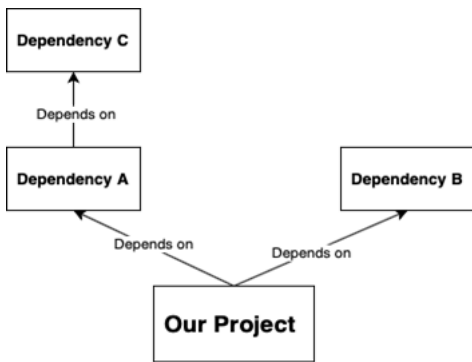 Dependency C
Depends on
Dependency A
Dependency B
Depends on
Depends on
Our Project